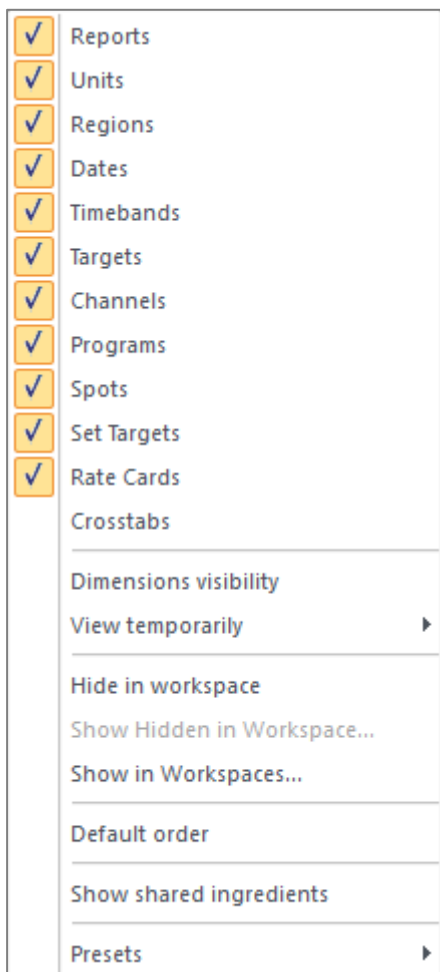 Reports
Units
Regions
Dates
Timebands
Targets
Channels
Programs
Spots
Set Targets
Rate Cards
Crosstabs
Dimensions visibility
View temporarily
Hide in workspace
Show Hidden in Workspace...
Show in Workspaces...
Default order
Show shared ingredients
Presets